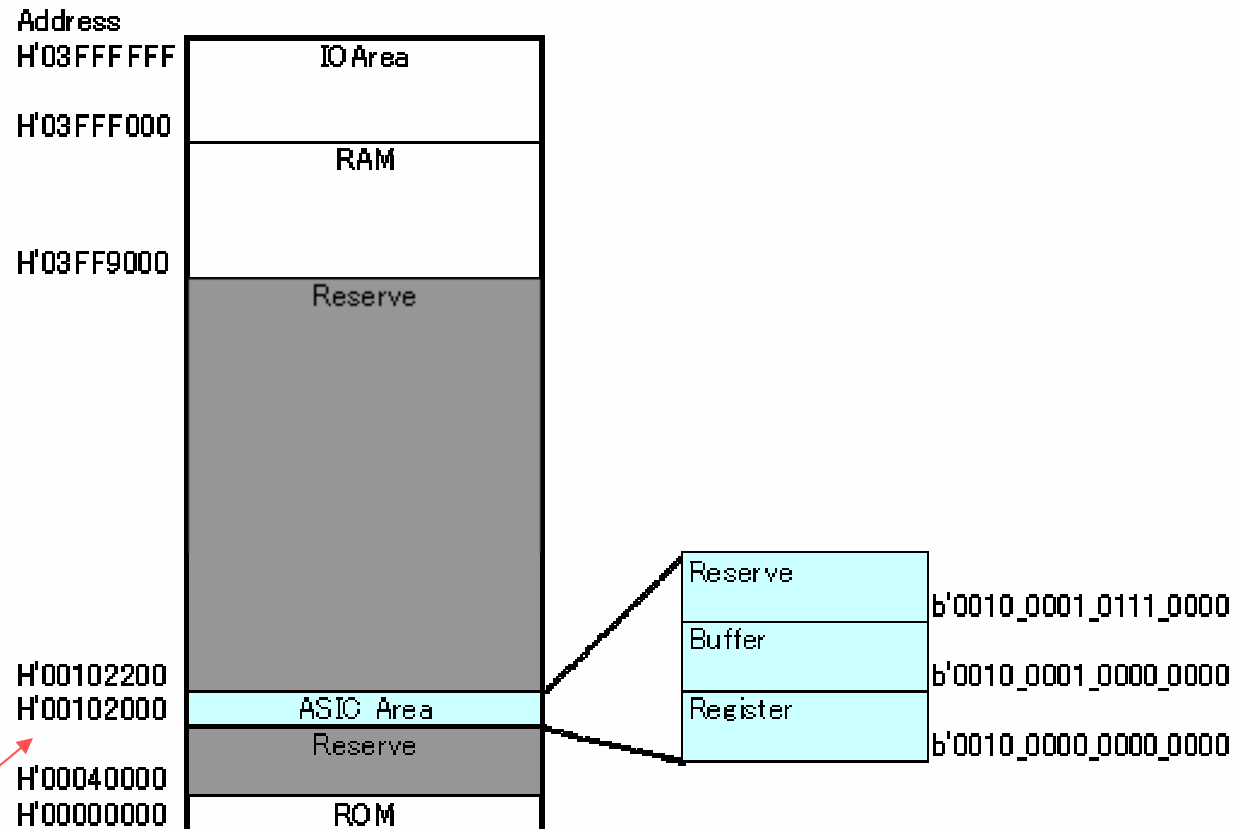 Address
H'03FFFFFF
IO Area
H'03FFF000
RAM
H'03FF9000
Reserve
Reserve
b'0010_0001_0111_0000
Buffer
H'00102200
b'0010_0001_0000_0000
H'00102000
ASIC Area
Register
Reserve
b'0010_0000_0000_0000
H'00040000
H'00000000
ROM